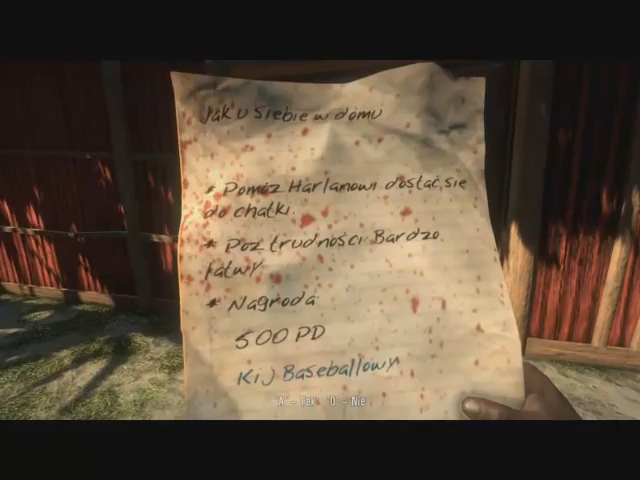 Jak u siebie w domu
* Pomóż Harlanowi dostać się
do chatki
* Poz trudności Bardzo
łatwy
* Nagroda
500 PD
Kij Baseballowy
"A" - Tak "D" - Nie